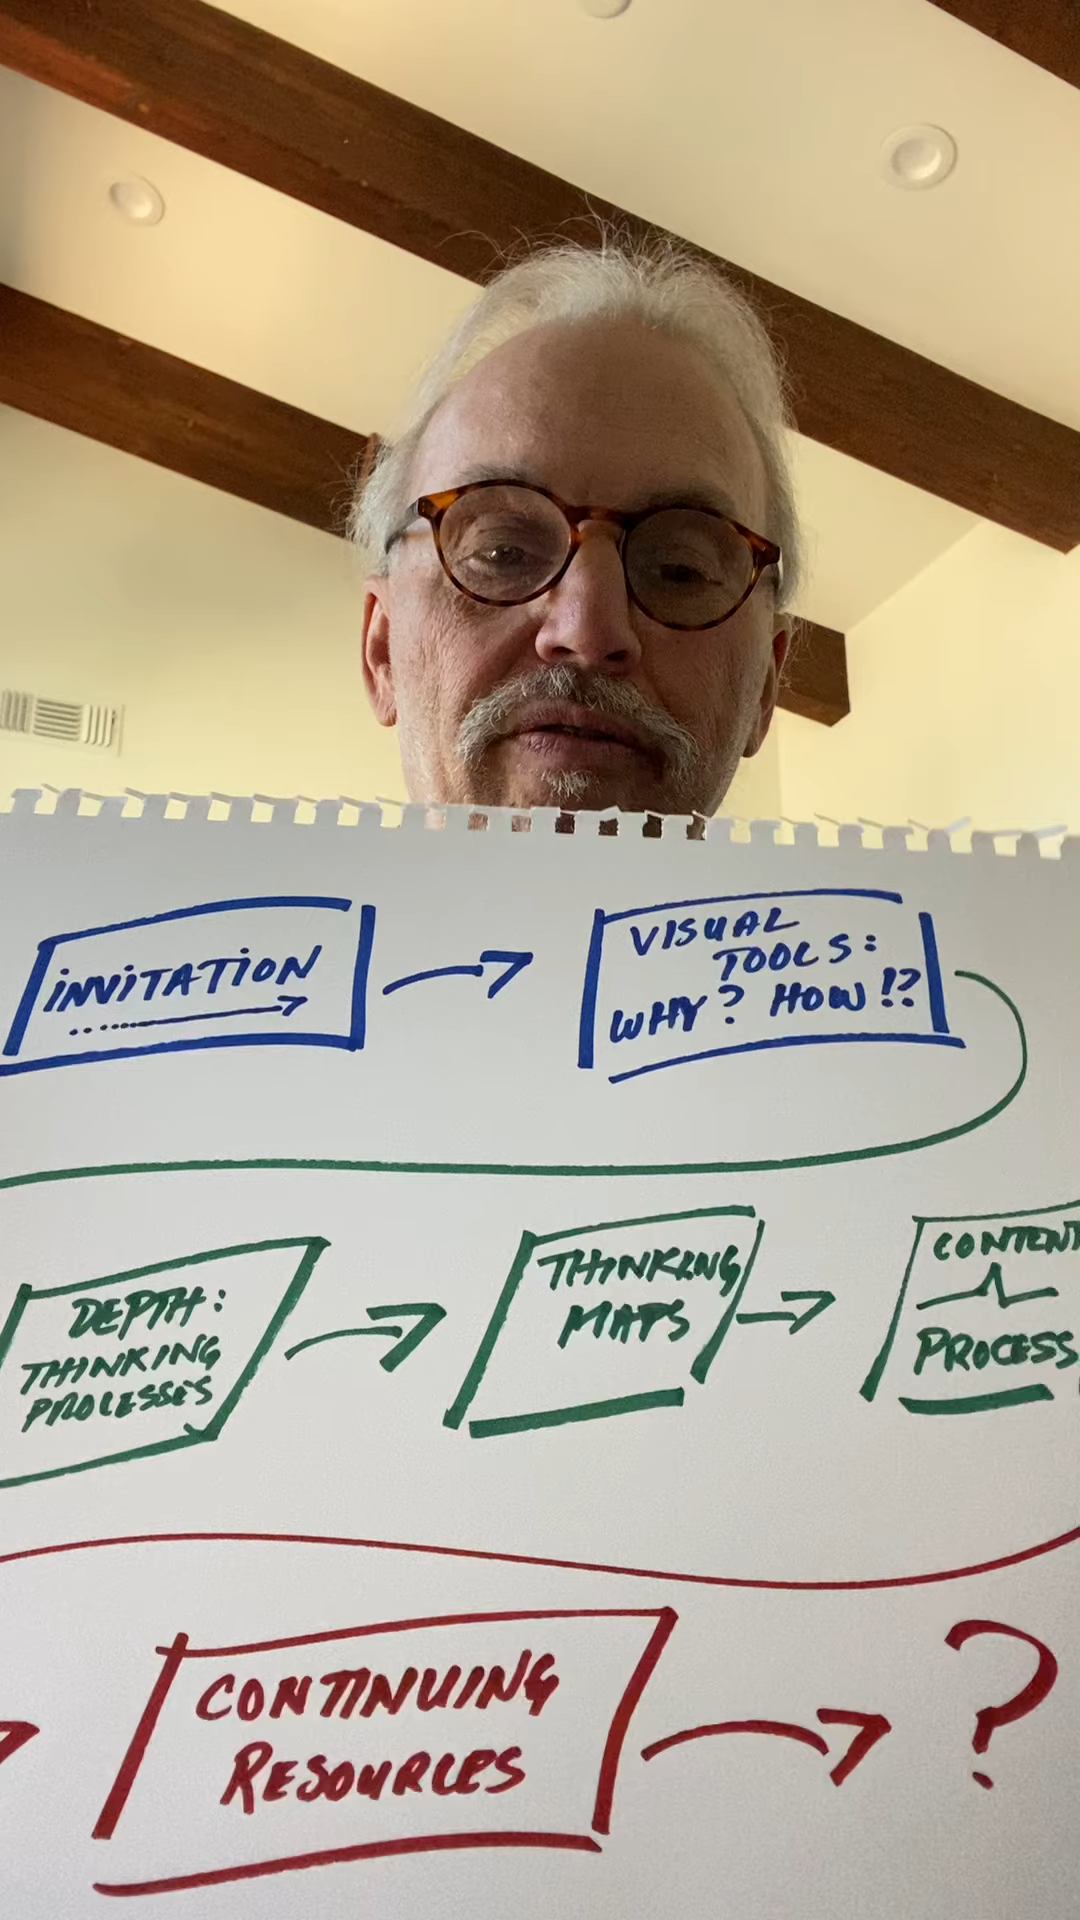 iNViTATiON
VISUAL
TOOLS:
WHY? HOW!?
DEPTH:
THINKING
PROCESSES
THINKING
MAPS
CONTENT
PROCESS
CONTINUING
RESOURCES
?